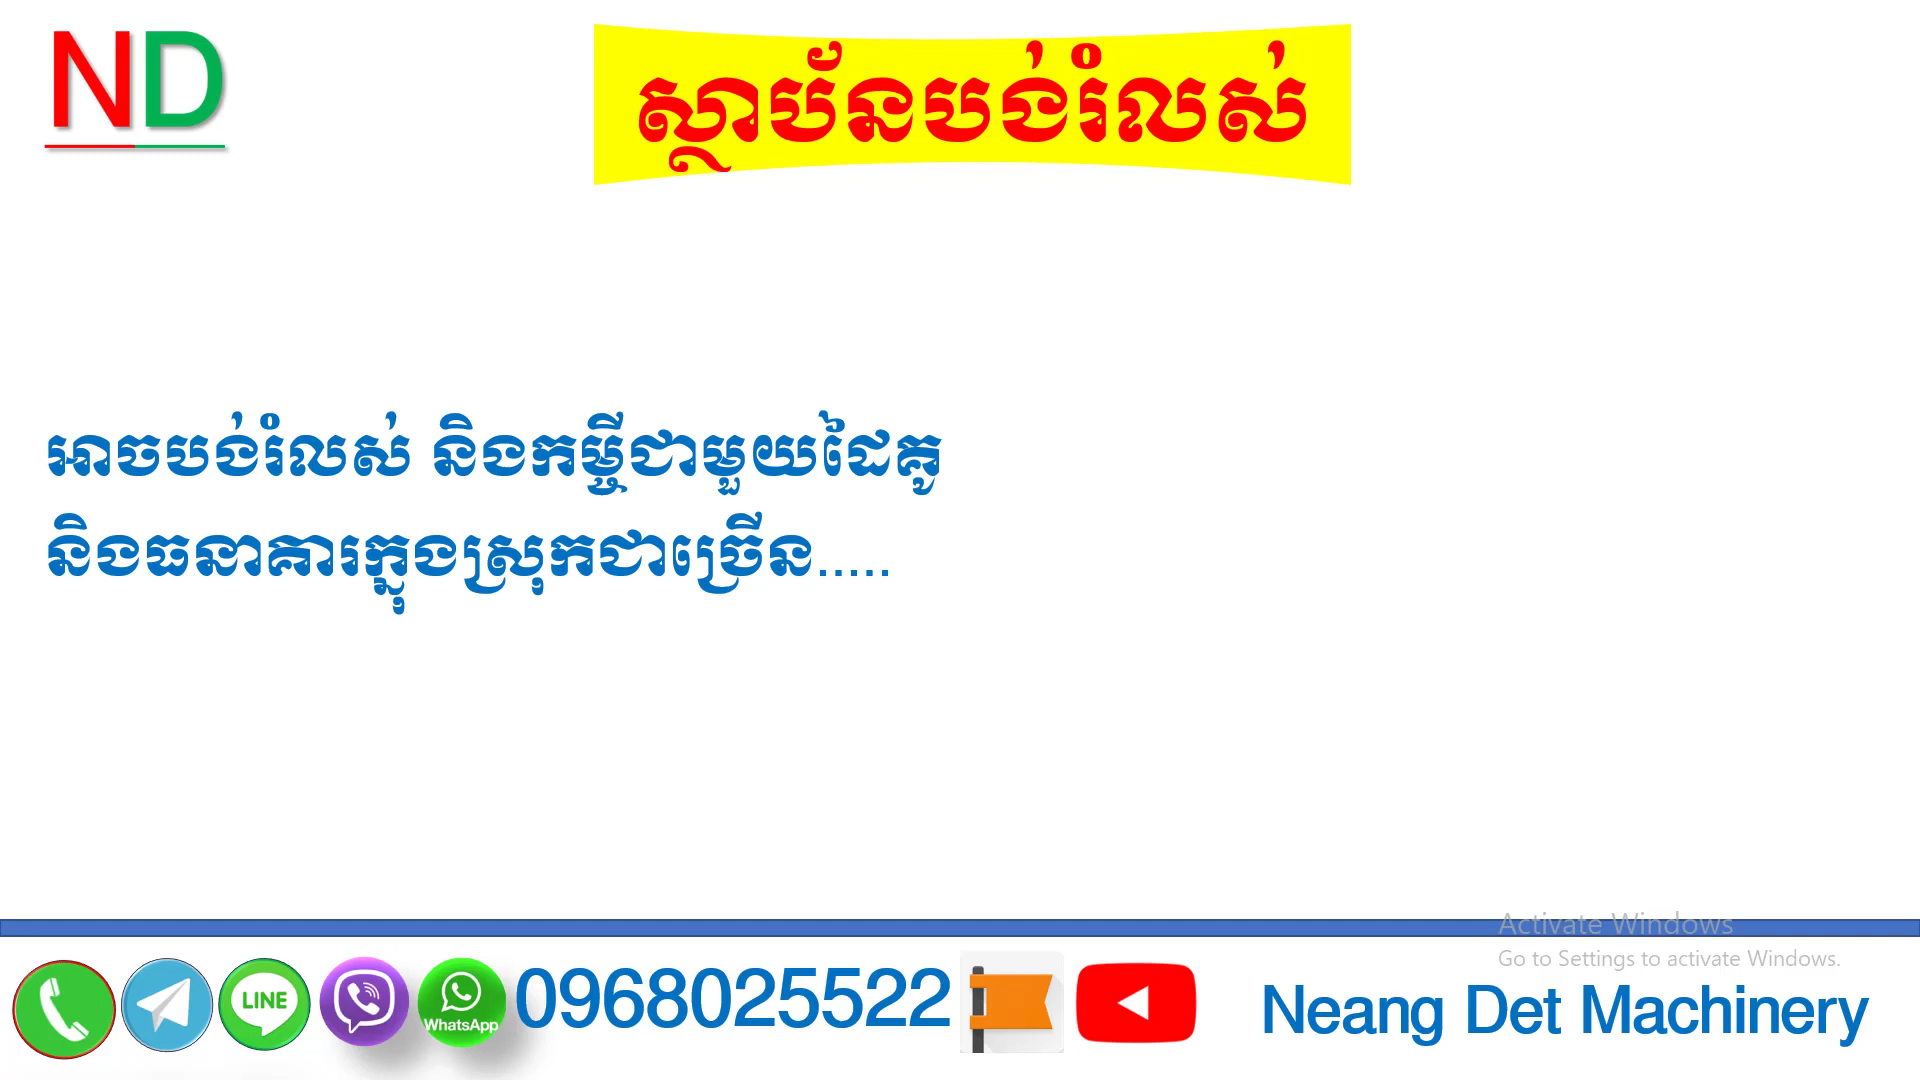 ND
ស្ថាប័នបង់រំលស់
អាចបង់រំលស់ និងកម្ចីជាមួយដៃគូ
និងធនាគារក្នុងស្រុកជាច្រើន.....
Activate Windows
Go to Settings to activate Windows.
LINE
WhatsApp
0968025522
Neang Det Machinery